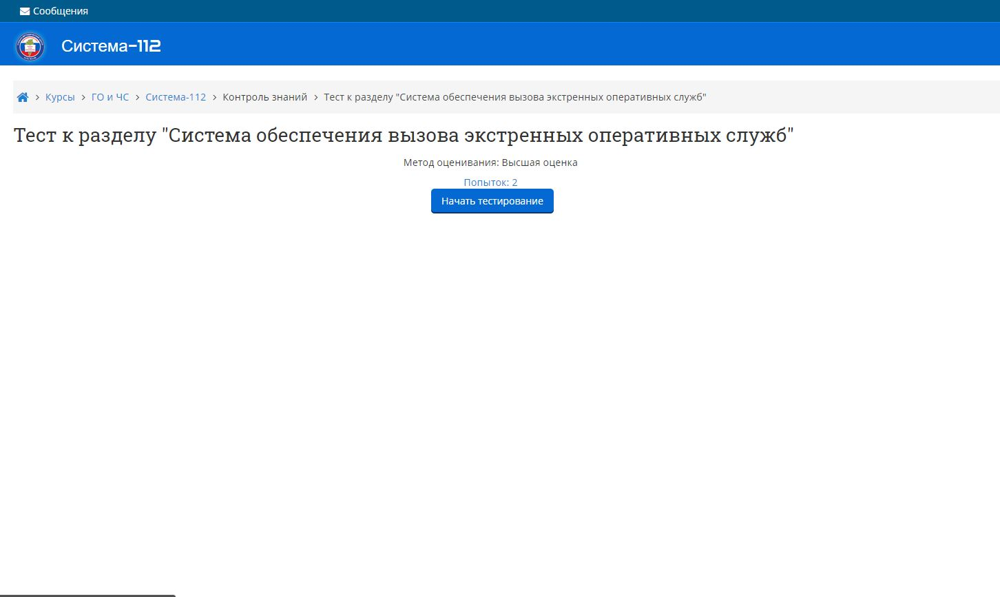 Сообщения
Система-112
Курсы > ГО и ЧС > Система-112 > Контроль знаний > Тест к разделу "Система обеспечения вызова экстренных оперативных служб"
Тест к разделу "Система обеспечения вызова экстренных оперативных служб"
Метод оценивания: Высшая оценка
Попыток: 2
Начать тестирование